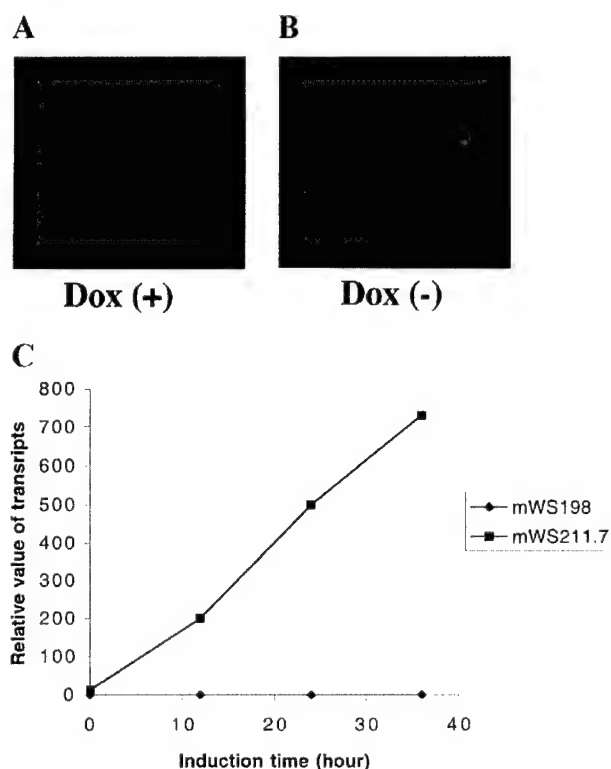 A
B
Dox (+)
Dox (-)
C
800
700
600
500
400
300
200
100
0
Relative value of transripts
0
10
20
30
40
Induction time (hour)
mWS198
mWS211.7